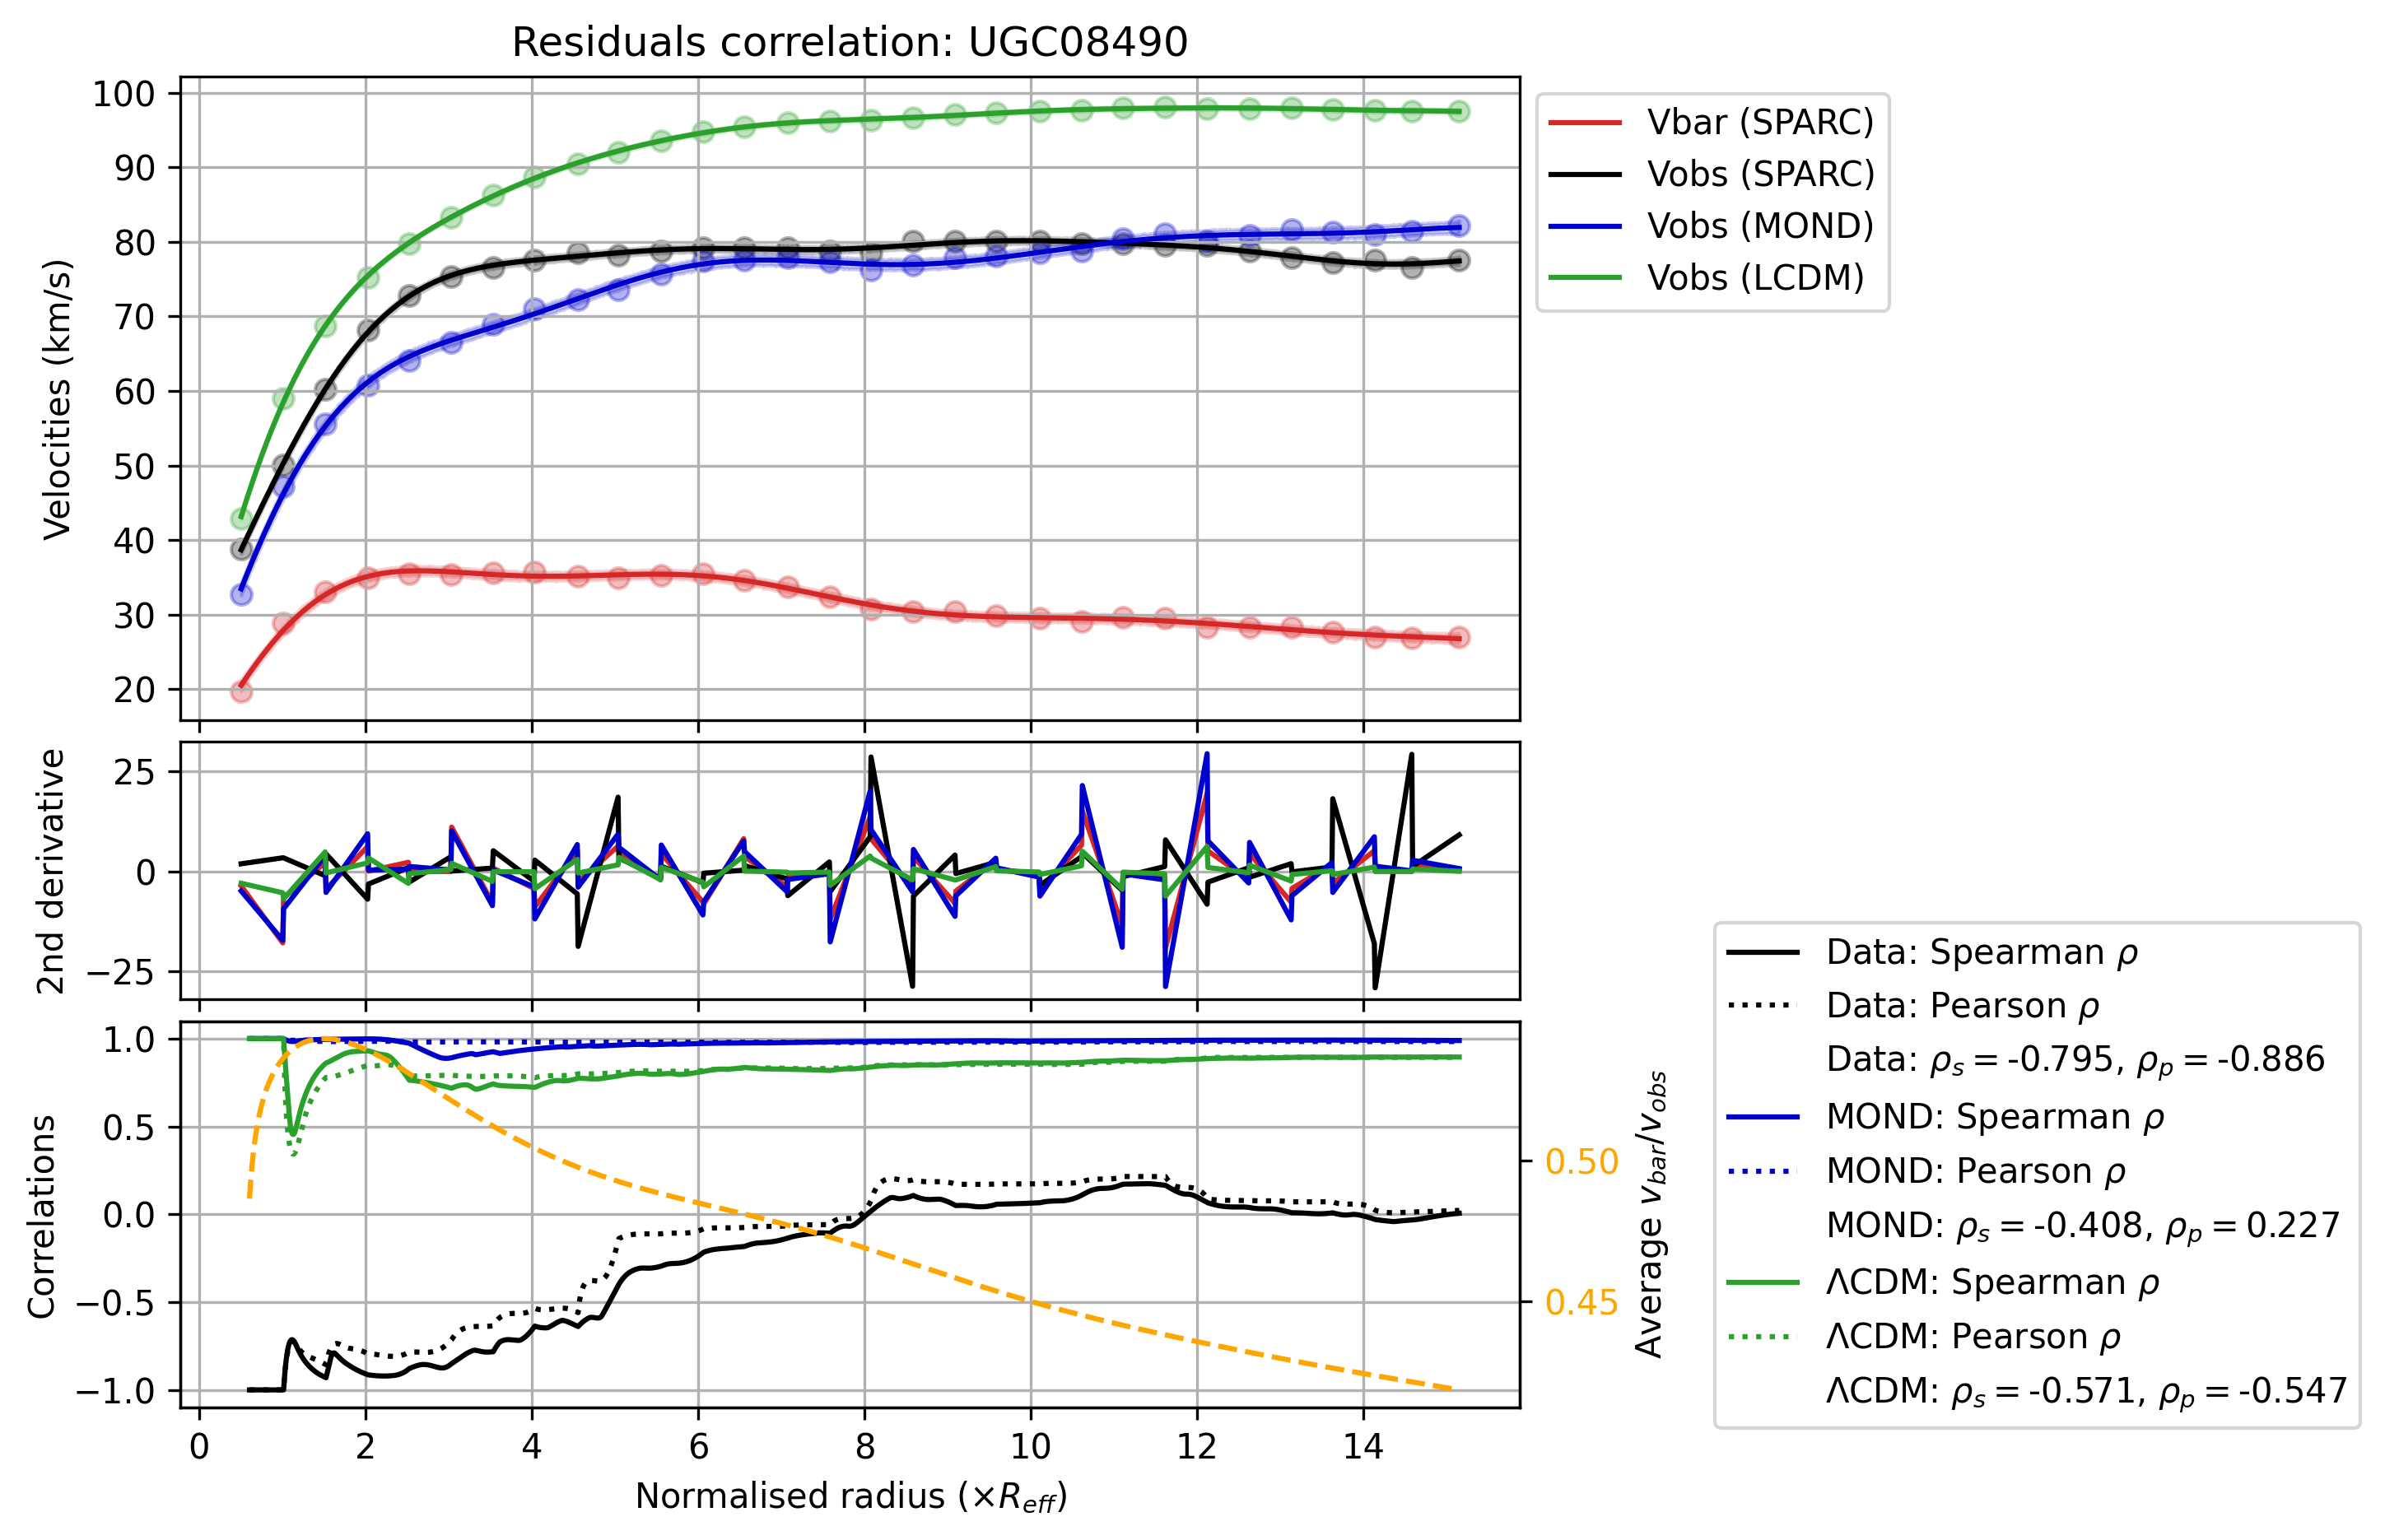 Residuals correlation: UGC08490
Velocities (km/s)
100
90
80
70
60
50
40
30
20
Vbar (SPARC)
Vobs (SPARC)
Vobs (MOND)
Vobs (LCDM)
2nd derivative
25
0
−25
Correlations
1.0
0.5
0.0
−0.5
−1.0
0.50
0.45
Average v_bar/v_obs
0 2 4 6 8 10 12 14
Normalised radius (×R_eff)
Data: Spearman ρ
Data: Pearson ρ
Data: ρ_s = -0.795, ρ_p = -0.886
MOND: Spearman ρ
MOND: Pearson ρ
MOND: ρ_s = -0.408, ρ_p = 0.227
ΛCDM: Spearman ρ
ΛCDM: Pearson ρ
ΛCDM: ρ_s = -0.571, ρ_p = -0.547